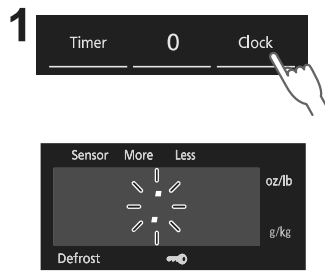 1
Timer 0 Clock
Sensor More Less
:
oz/lb
g/kg
Defrost